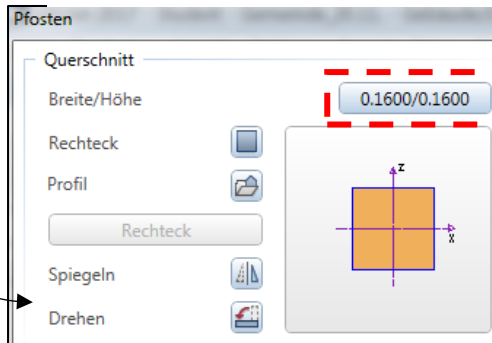 Pfosten
Querschnitt
Breite/Höhe 0.1600/0.1600
Rechteck
Profil
Rechteck
Spiegeln
Drehen
z
x